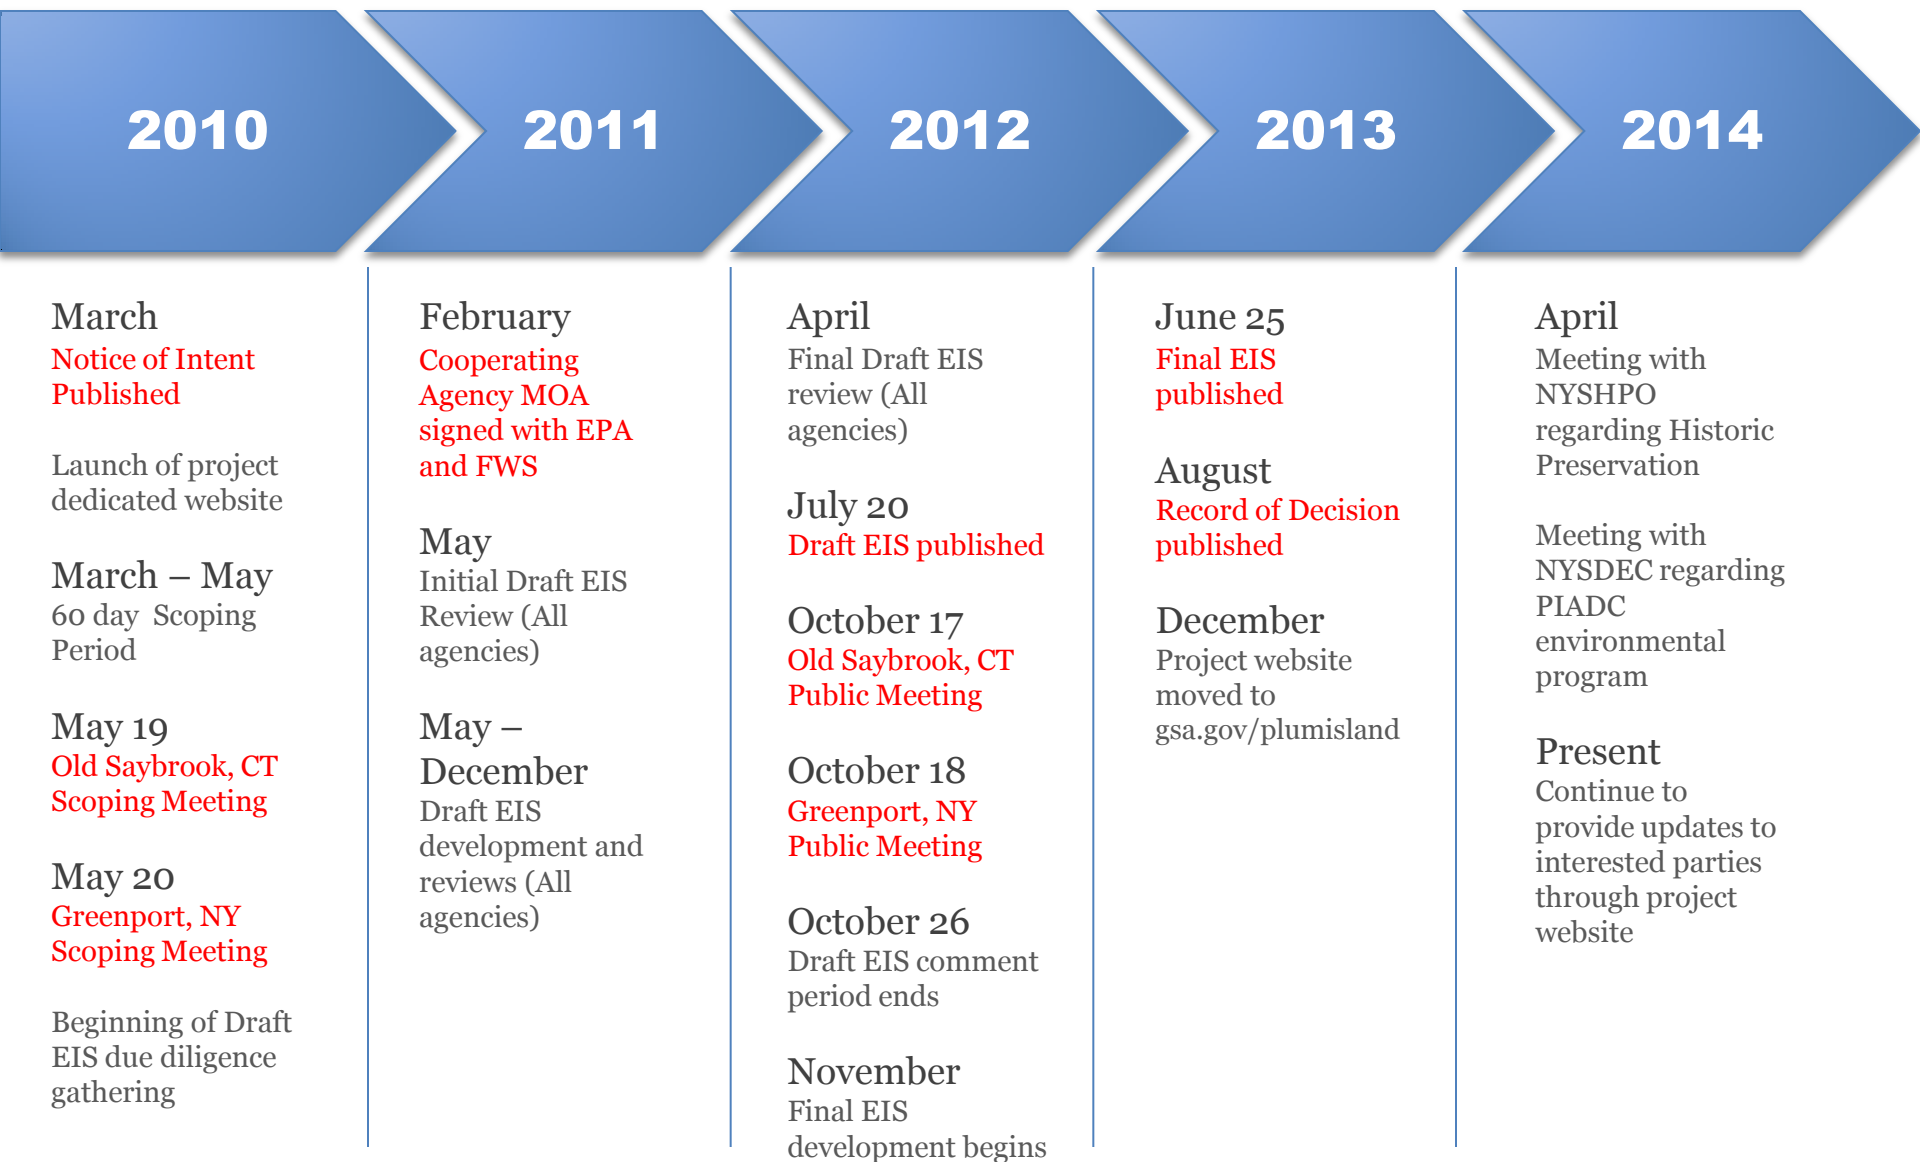 2010
2011
2012
2013
2014
March
Notice of Intent
Published
Launch of project
dedicated website
March – May
60 day  Scoping
Period
May 19
Old Saybrook, CT
Scoping Meeting
May 20
Greenport, NY
Scoping Meeting
Beginning of Draft
EIS due diligence
gathering
February
Cooperating
Agency MOA
signed with EPA
and FWS
May
Initial Draft EIS
Review (All
agencies)
May –
December
Draft EIS
development and
reviews (All
agencies)
April
Final Draft EIS
review (All
agencies)
July 20
Draft EIS published
October 17
Old Saybrook, CT
Public Meeting
October 18
Greenport, NY
Public Meeting
October 26
Draft EIS comment
period ends
November
Final EIS
development begins
June 25
Final EIS
published
August
Record of Decision
published
December
Project website
moved to
gsa.gov/plumisland
April
Meeting with
NYSHPO
regarding Historic
Preservation
Meeting with
NYSDEC regarding
PIADC
environmental
program
Present
Continue to
provide updates to
interested parties
through project
website